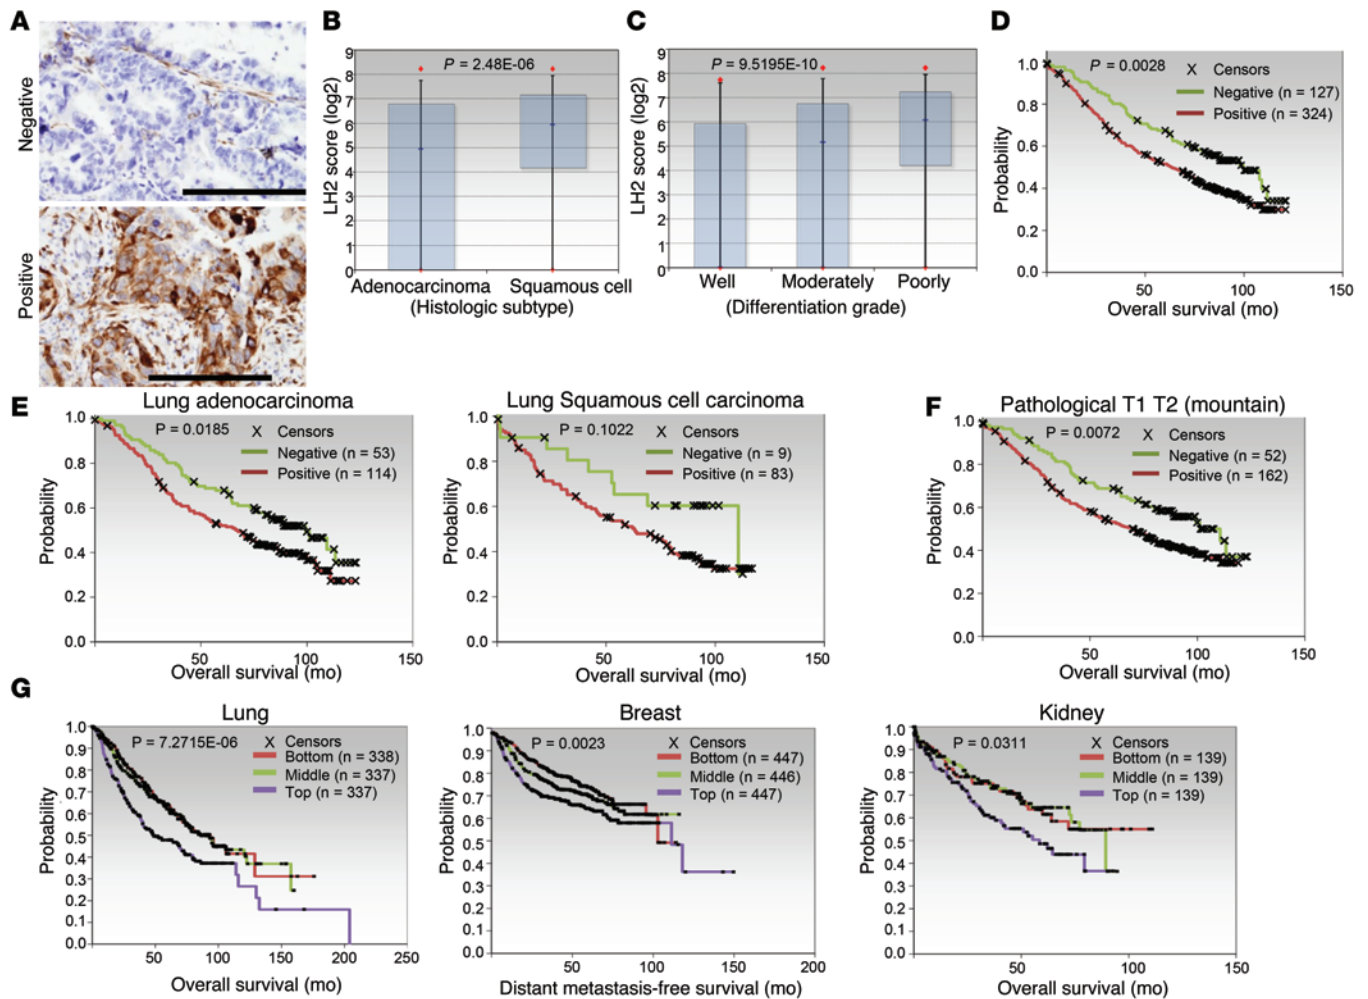 A
Negative
Positive
B
LH2 score (log2)
9
8
7
6
5
4
3
2
1
0
P = 2.48E-06
Adenocarcinoma Squamous cell
(Histologic subtype)
C
LH2 score (log2)
9
8
7
6
5
4
3
2
1
0
P = 9.5195E-10
Well Moderately Poorly
(Differentiation grade)
D
Probability
1.0
0.8
0.6
0.4
0.2
0.0
P = 0.0028
X Censors
Negative (n = 127)
Positive (n = 324)
50 100 150
Overall survival (mo)
E
Lung adenocarcinoma
Probability
1.0
0.8
0.6
0.4
0.2
0.0
P = 0.0185
X Censors
Negative (n = 53)
Positive (n = 114)
50 100 150
Overall survival (mo)
Lung Squamous cell carcinoma
Probability
1.0
0.8
0.6
0.4
0.2
0.0
P = 0.1022
X Censors
Negative (n = 9)
Positive (n = 83)
50 100 150
Overall survival (mo)
F
Pathological T1 T2 (mountain)
Probability
1.0
0.8
0.6
0.4
0.2
0.0
P = 0.0072
X Censors
Negative (n = 52)
Positive (n = 162)
50 100 150
Overall survival (mo)
G
Lung
Probability
1.0
0.9
0.8
0.7
0.6
0.5
0.4
0.3
0.2
0.1
0.0
P = 7.2715E-06
X Censors
Bottom (n = 338)
Middle (n = 337)
Top (n = 337)
50 100 150 200 250
Overall survival (mo)
Breast
Probability
1.0
0.9
0.8
0.7
0.6
0.5
0.4
0.3
0.2
0.1
0.0
P = 0.0023
X Censors
Bottom (n = 447)
Middle (n = 446)
Top (n = 447)
50 100 150 200
Distant metastasis-free survival (mo)
Kidney
Probability
1.0
0.9
0.8
0.7
0.6
0.5
0.4
0.3
0.2
0.1
0.0
P = 0.0311
X Censors
Bottom (n = 139)
Middle (n = 139)
Top (n = 139)
50 100 150
Overall survival (mo)